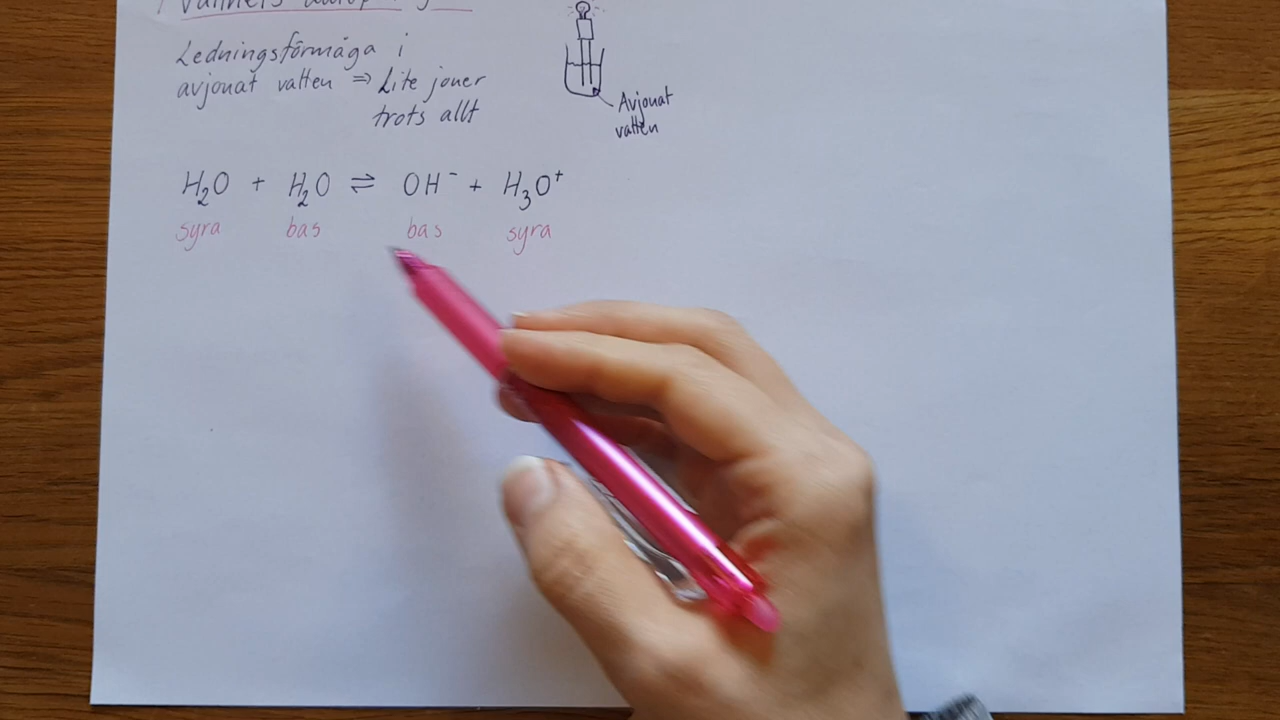 Ledningsförmåga i
avjonat vatten ⇒ Lite joner
trots allt
Avjonat
vatten
H₂O + H₂O ⇌ OH⁻ + H₃O⁺
syra bas bas syra